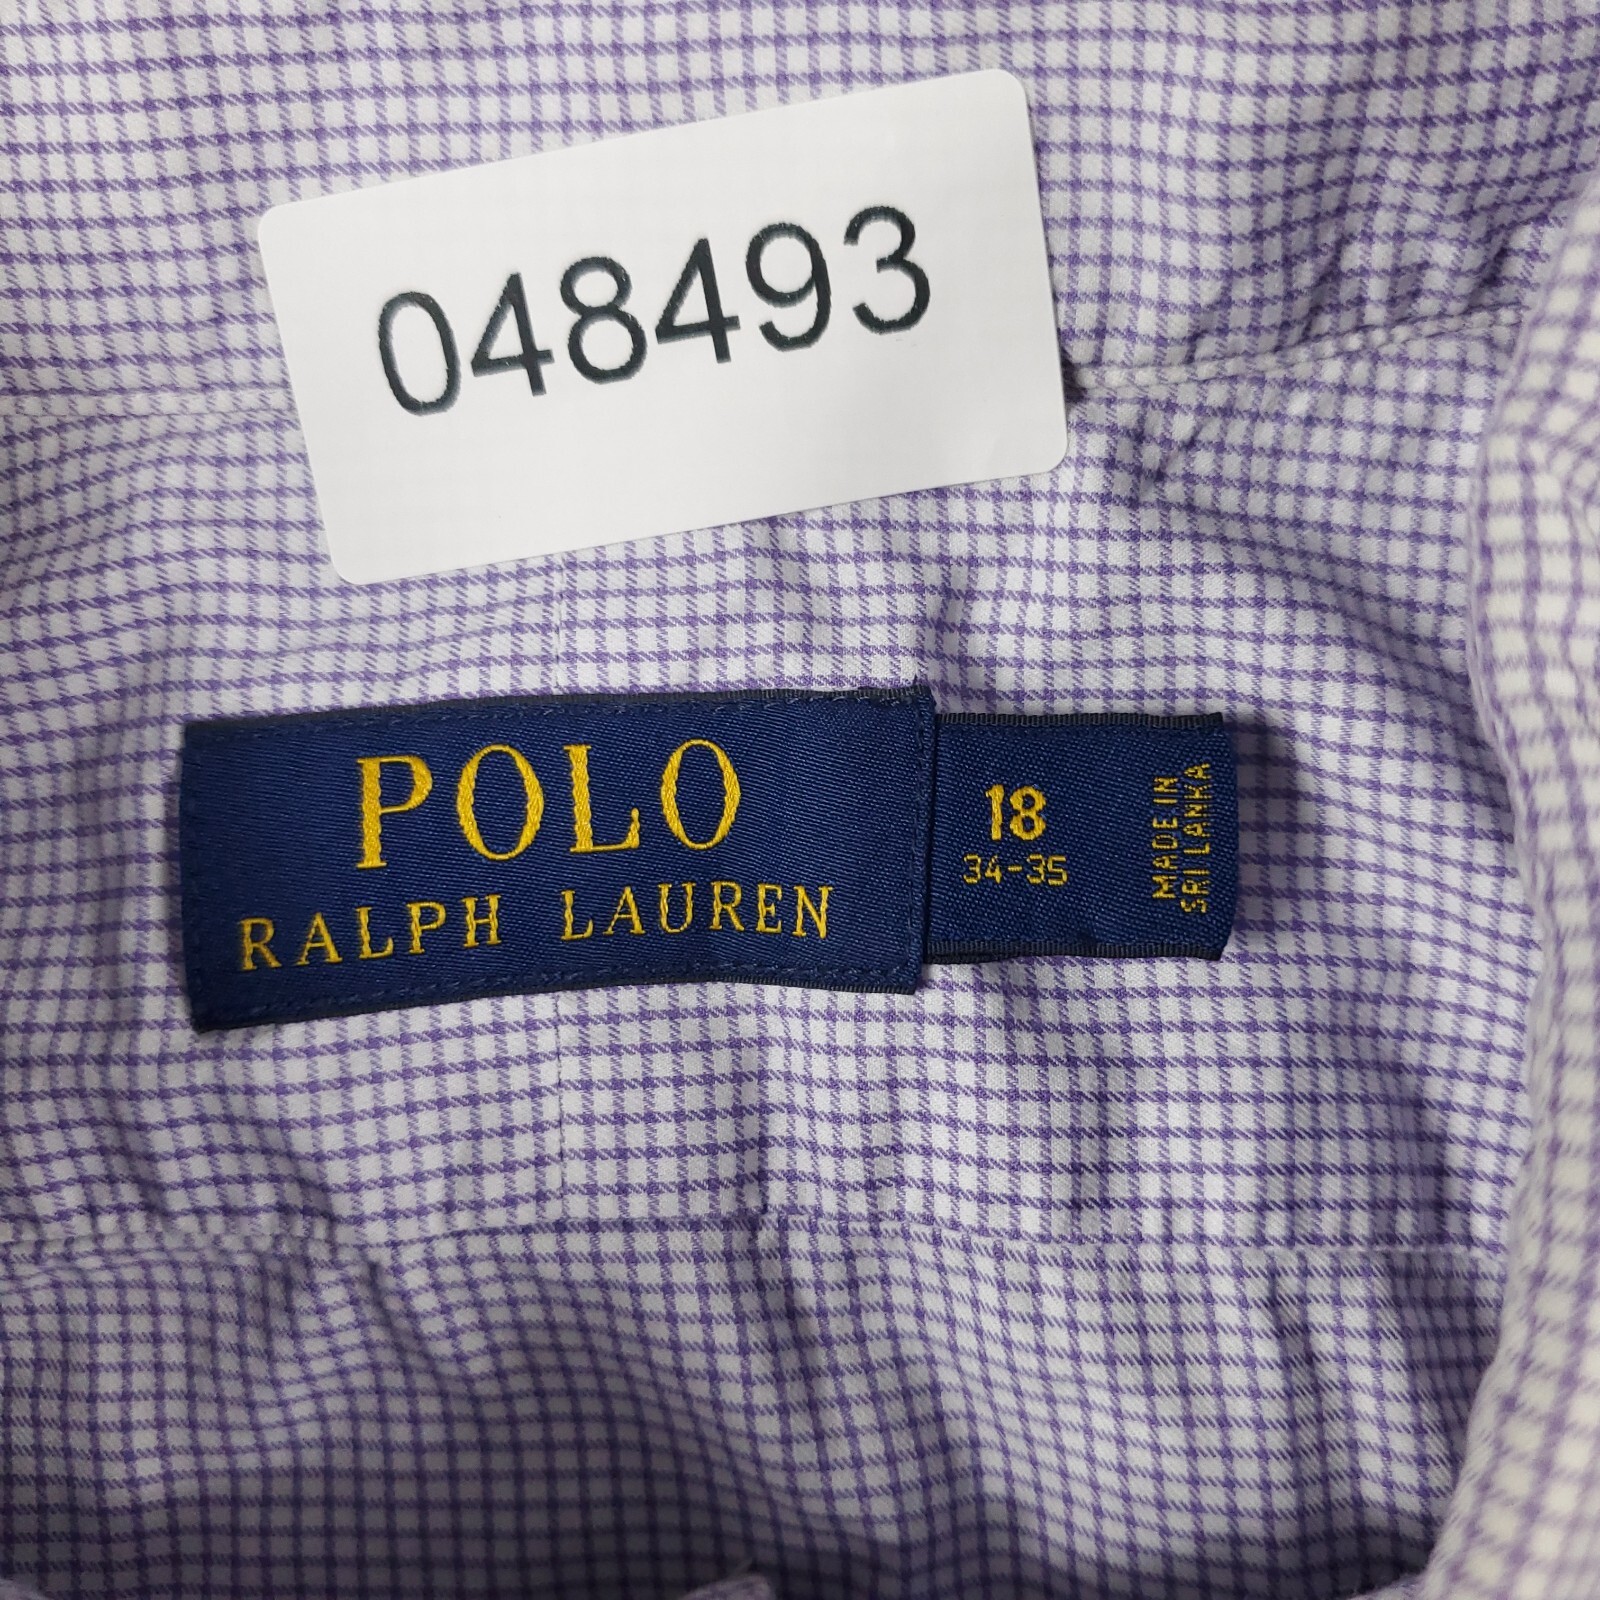 048493
POLO
RALPH LAUREN
18
34-35
MADE IN
SRI LANKA